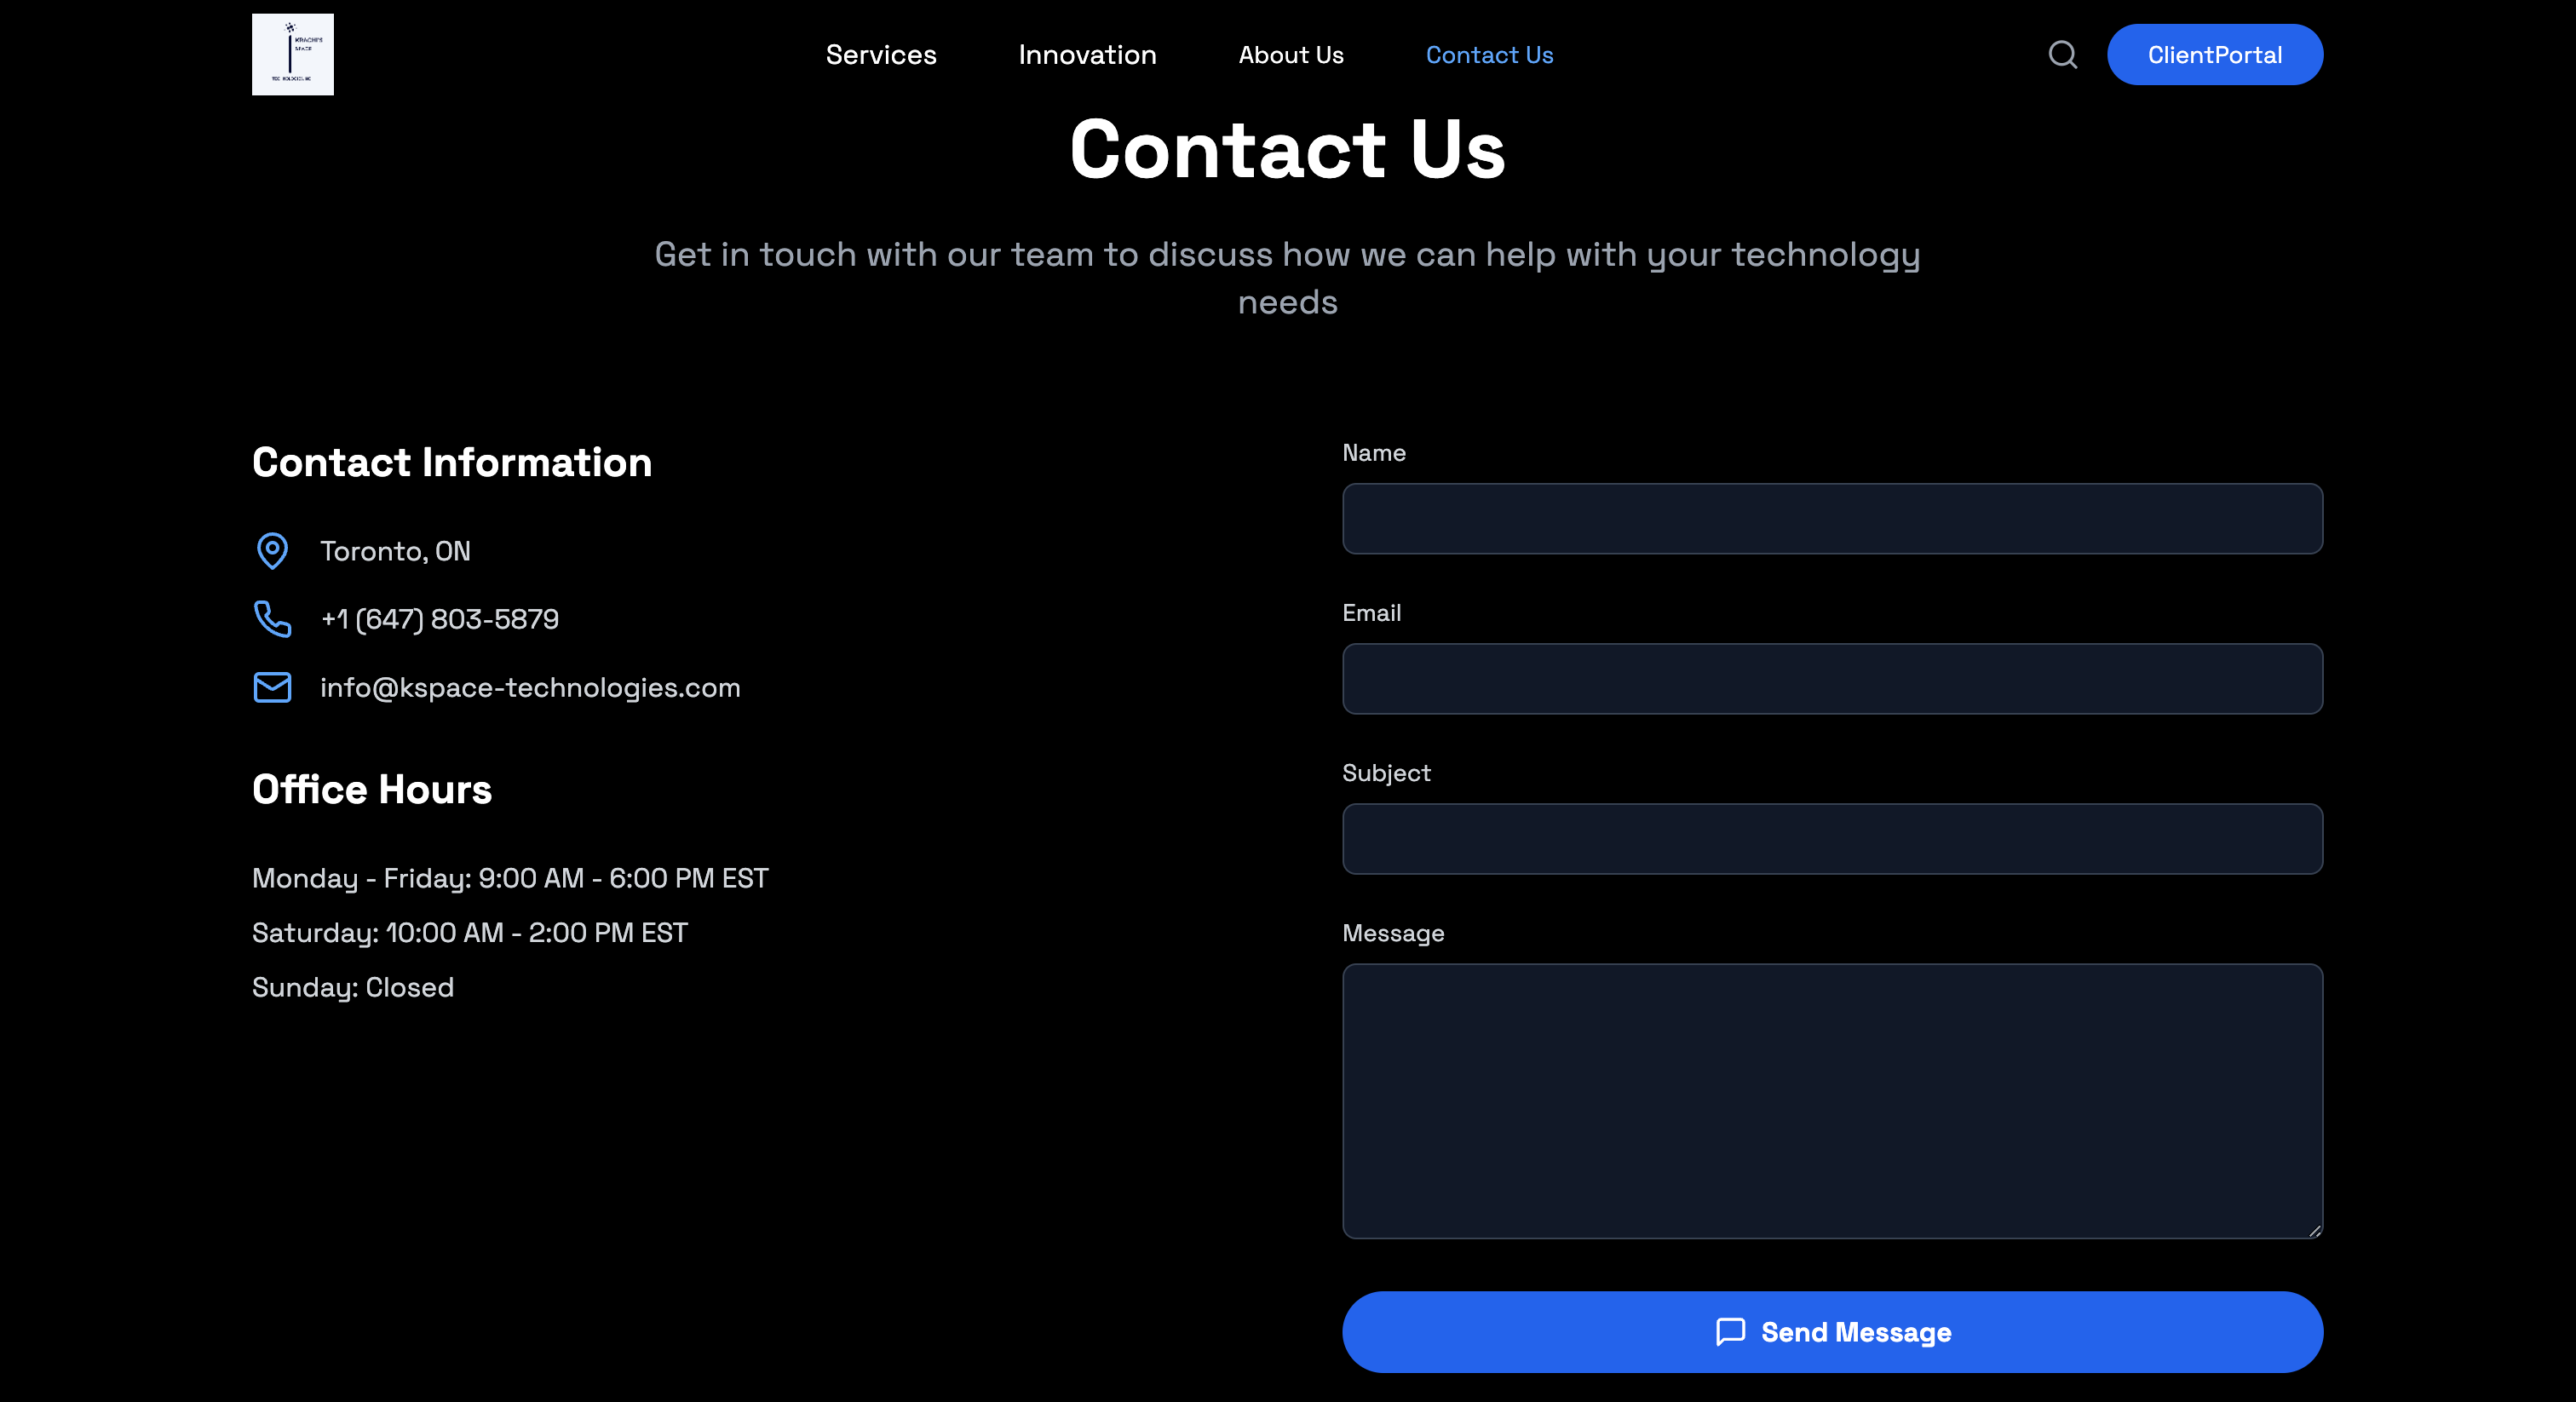 Services
Innovation
About Us
Contact Us
ClientPortal
Contact Us
Get in touch with our team to discuss how we can help with your technology
needs
Contact Information
Toronto, ON
+1 (647) 803-5879
info@kspace-technologies.com
Office Hours
Monday - Friday: 9:00 AM - 6:00 PM EST
Saturday: 10:00 AM - 2:00 PM EST
Sunday: Closed
Name
Email
Subject
Message
Send Message